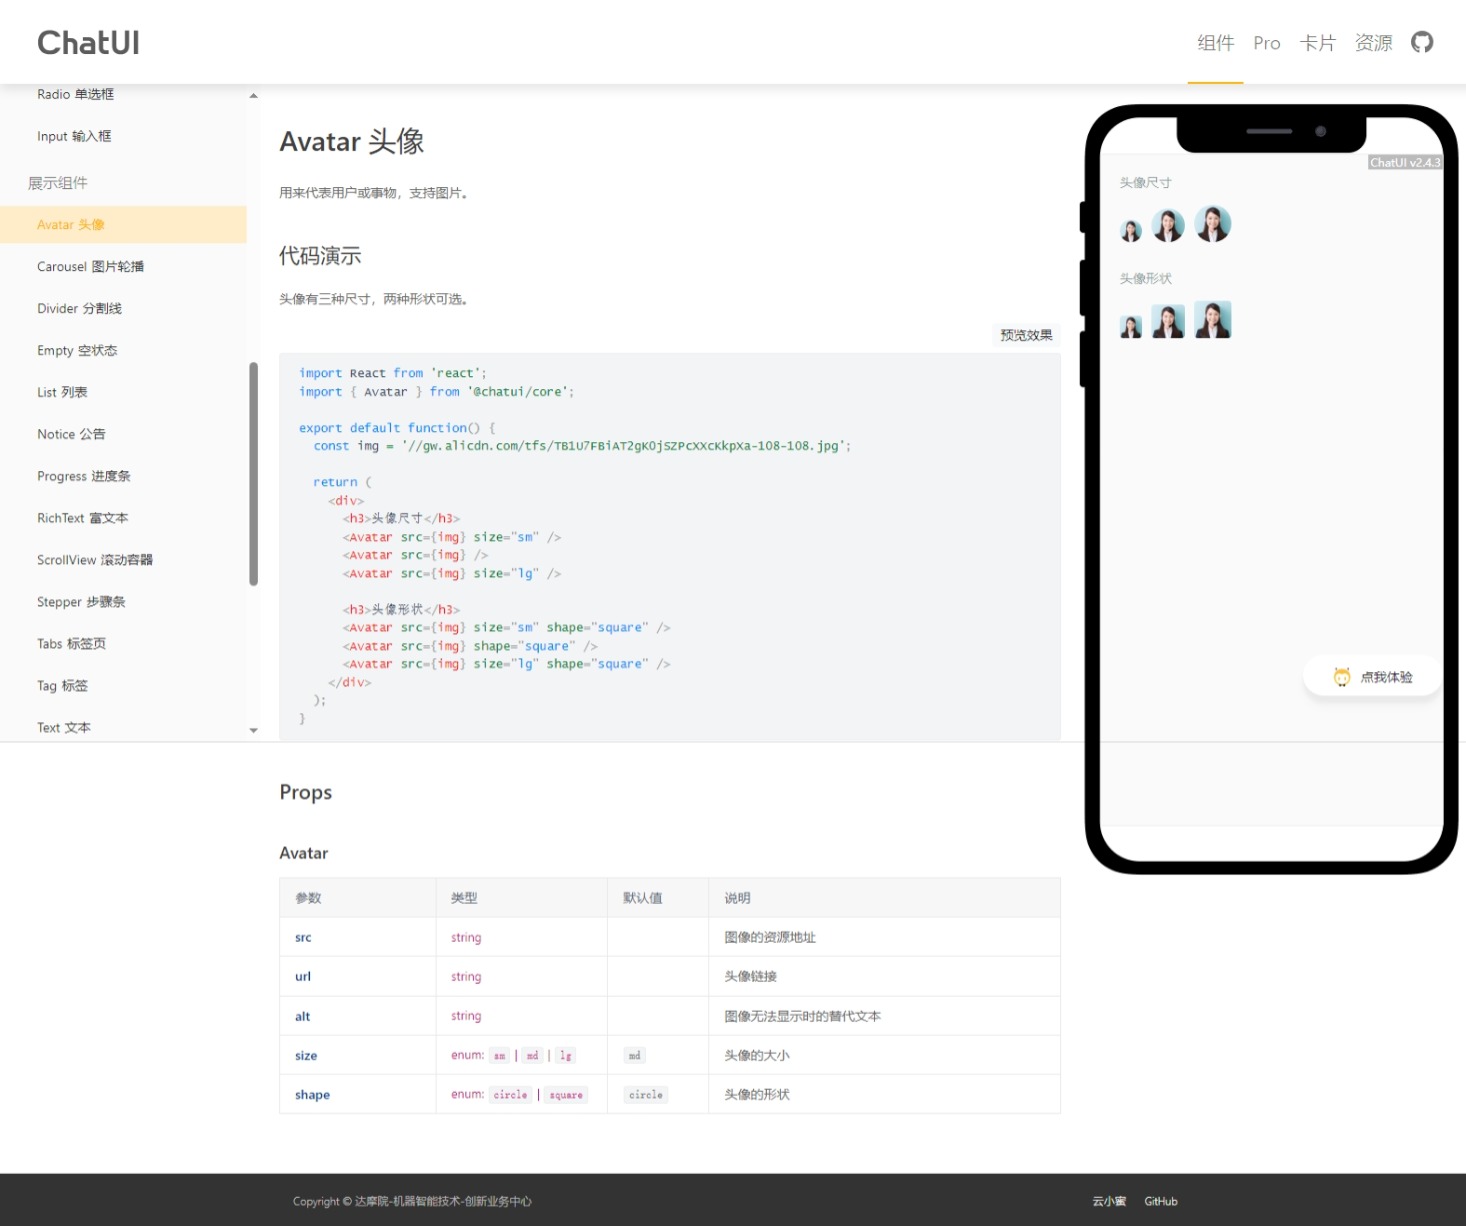 ChatUI
组件 Pro 卡片 资源
Radio 单选框
Input 输入框
展示组件
Avatar 头像
Carousel 图片轮播
Divider 分割线
Empty 空状态
List 列表
Notice 公告
Progress 进度条
RichText 富文本
ScrollView 滚动容器
Stepper 步骤条
Tabs 标签页
Tag 标签
Text 文本
Avatar 头像
用来代表用户或事物，支持图片。
代码演示
头像有三种尺寸，两种形状可选。
预览效果
import React from 'react';
import { Avatar } from '@chatui/core';
export default function() {
const img = '//gw.alicdn.com/tfs/TB1U7FBiAT2gK0jSZPcXXcKkpXa-108-108.jpg';
return (
<div>
<h3>头像尺寸</h3>
<Avatar src={img} size="sm" />
<Avatar src={img} />
<Avatar src={img} size="lg" />
<h3>头像形状</h3>
<Avatar src={img} size="sm" shape="square" />
<Avatar src={img} shape="square" />
<Avatar src={img} size="lg" shape="square" />
</div>
);
}
ChatUI v2.4.3
头像尺寸
头像形状
点我体验
Props
Avatar
参数 类型 默认值 说明
src string 图像的资源地址
url string 头像链接
alt string 图像无法显示时的替代文本
size enum: sm | md | lg md 头像的大小
shape enum: circle | square circle 头像的形状
Copyright © 达摩院-机器智能技术-创新业务中心
云小蜜 GitHub